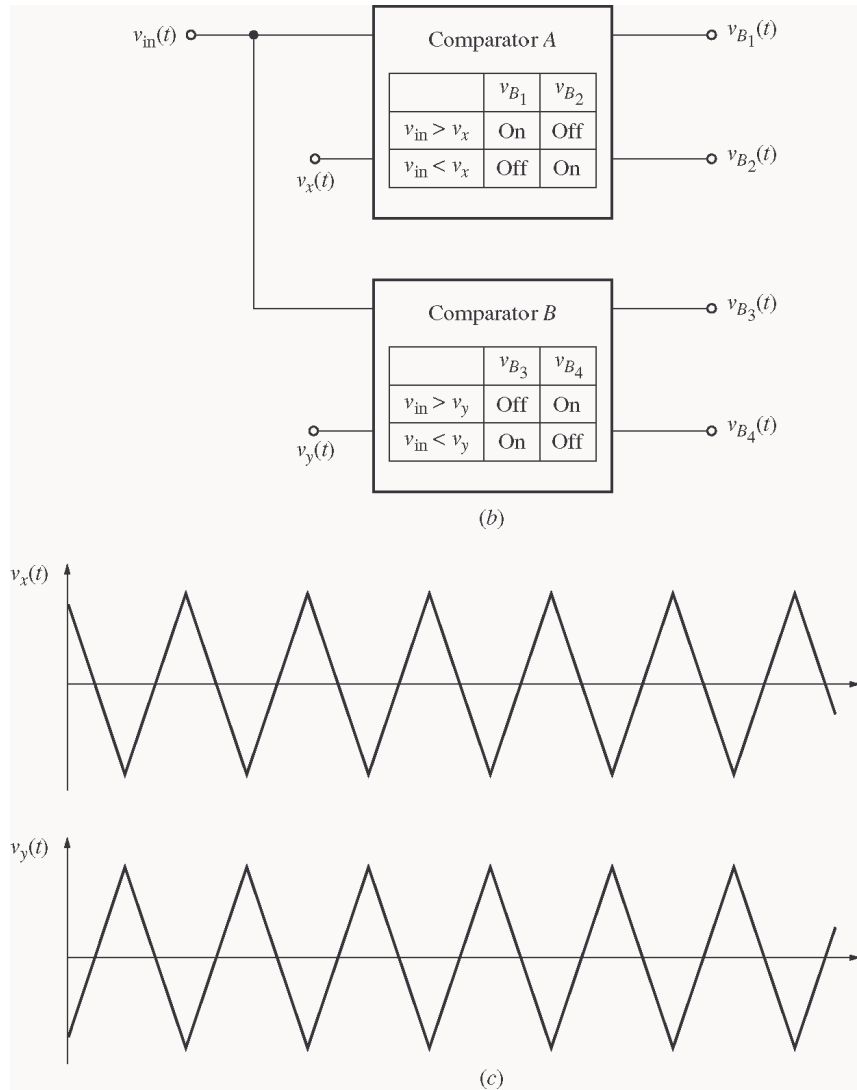 v_in(t)
Comparator A
v_B1 v_B2
v_in > v_x On Off
v_in < v_x Off On
v_x(t)
v_B1(t)
v_B2(t)
Comparator B
v_B3 v_B4
v_in > v_y Off On
v_in < v_y On Off
v_y(t)
v_B3(t)
v_B4(t)
(b)
v_x(t)
v_y(t)
(c)